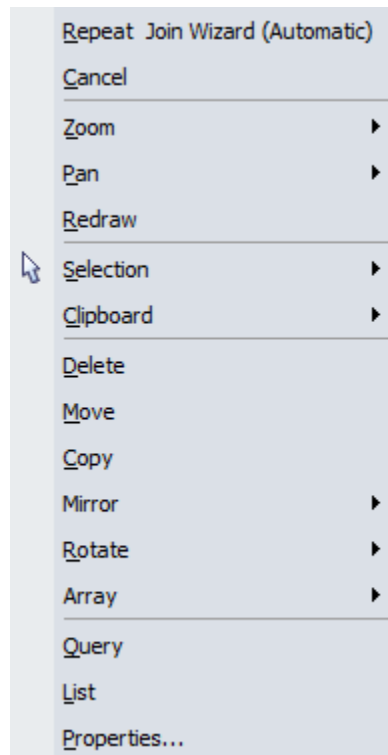 Repeat  Join Wizard (Automatic)
Cancel
Zoom
Pan
Redraw
Selection
Clipboard
Delete
Move
Copy
Mirror
Rotate
Array
Query
List
Properties...